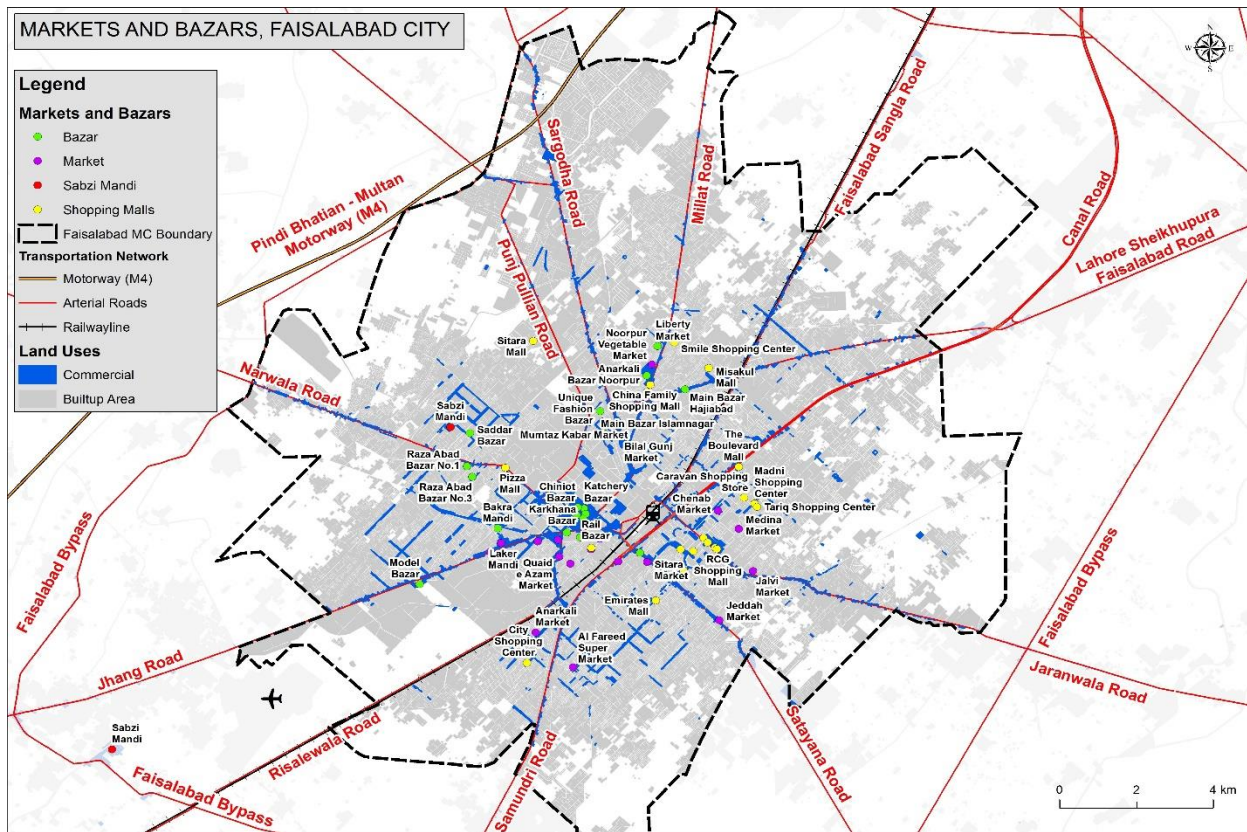 MARKETS AND BAZARS, FAISALABAD CITY
N
W
E
S
Legend
Markets and Bazars
Bazar
Market
Sabzi Mandi
Shopping Malls
Faisalabad MC Boundary
Transportation Network
Motorway (M4)
Arterial Roads
Railwayline
Land Uses
Commercial
Builtup Area
Pindi Bhatian - Multan
Motorway (M4)
Sargodha Road
Millat Road
Faisalabad Sangla Road
Canal Road
Lahore Sheikhupura
Faisalabad Road
Punj Pullian Road
Narwala Road
Sitara
Mall
Noorpur
Vegetable
Market
Liberty
Market
Smile Shopping Center
Anarkali
Bazar Noorpur
Misakul
Mall
China Family
Shopping Mall
Main Bazar
Hajiabad
Unique
Fashion
Bazar
Main Bazar Islamnagar
Mumtaz Kabar Market
Bilal Gunj
Market
Sabzi
Mandi
Saddar
Bazar
Raza Abad
Bazar No.1
Raza Abad
Bazar No.3
Pizza
Mall
The
Boulevard
Mall
Caravan Shopping
Store
Madni
Shopping
Center
Tariq Shopping Center
Chiniot
Bazar
Katchery
Bazar
Karkhana
Bazar
Rail
Bazar
Chenab
Market
Medina
Market
Bakra
Mandi
Laker
Mandi
Quaid
e Azam
Market
Model
Bazar
Sitara
Market
RCG
Shopping
Mall
Jalvi
Market
Emirates
Mall
Jeddah
Market
Anarkali
Market
City
Shopping
Center
Al Fareed
Super
Market
Faisalabad Bypass
Jhang Road
Sabzi
Mandi
Faisalabad Bypass
Risalewala Road
Samundri Road
Satayana Road
Jaranwala Road
Faisalabad Bypass
0 2 4 km